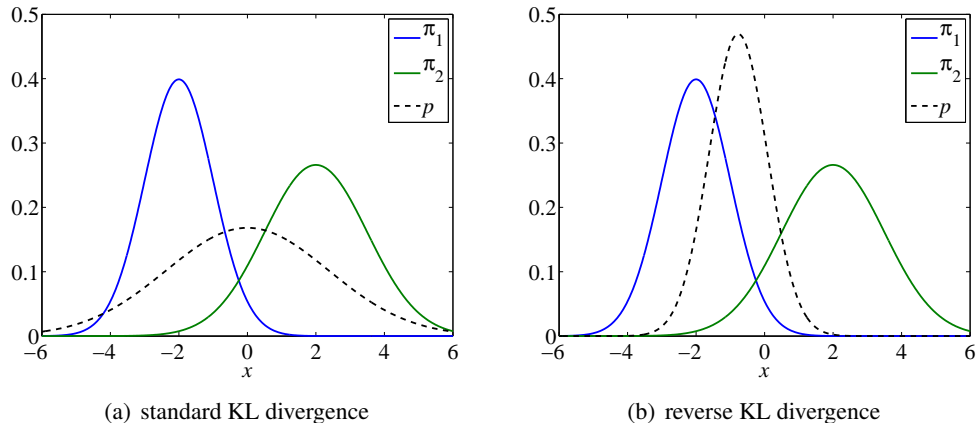 0.5
0.4
0.3
0.2
0.1
0
−6 −4 −2 0 2 4 6
x
π1
π2
p
(a) standard KL divergence
0.5
0.4
0.3
0.2
0.1
0
−6 −4 −2 0 2 4 6
x
π1
π2
p
(b) reverse KL divergence